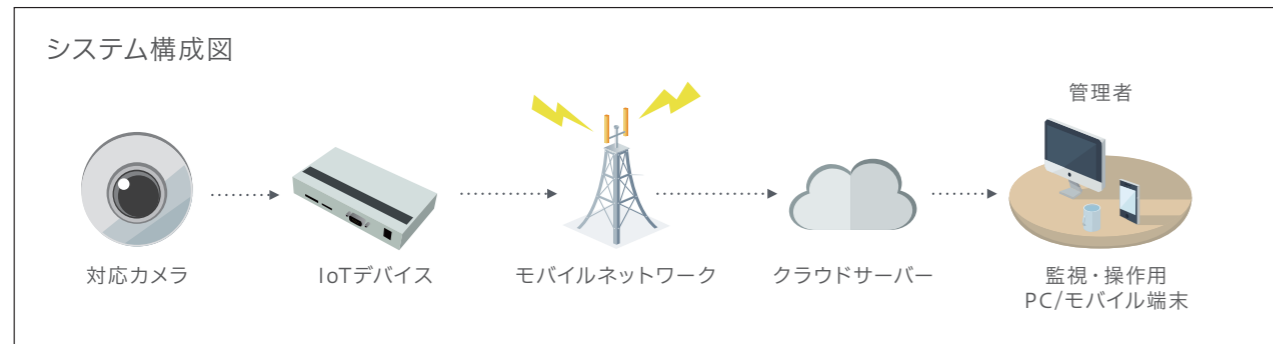 システム構成図
管理者
対応カメラ
IoTデバイス
モバイルネットワーク
クラウドサーバー
監視・操作用
PC/モバイル端末